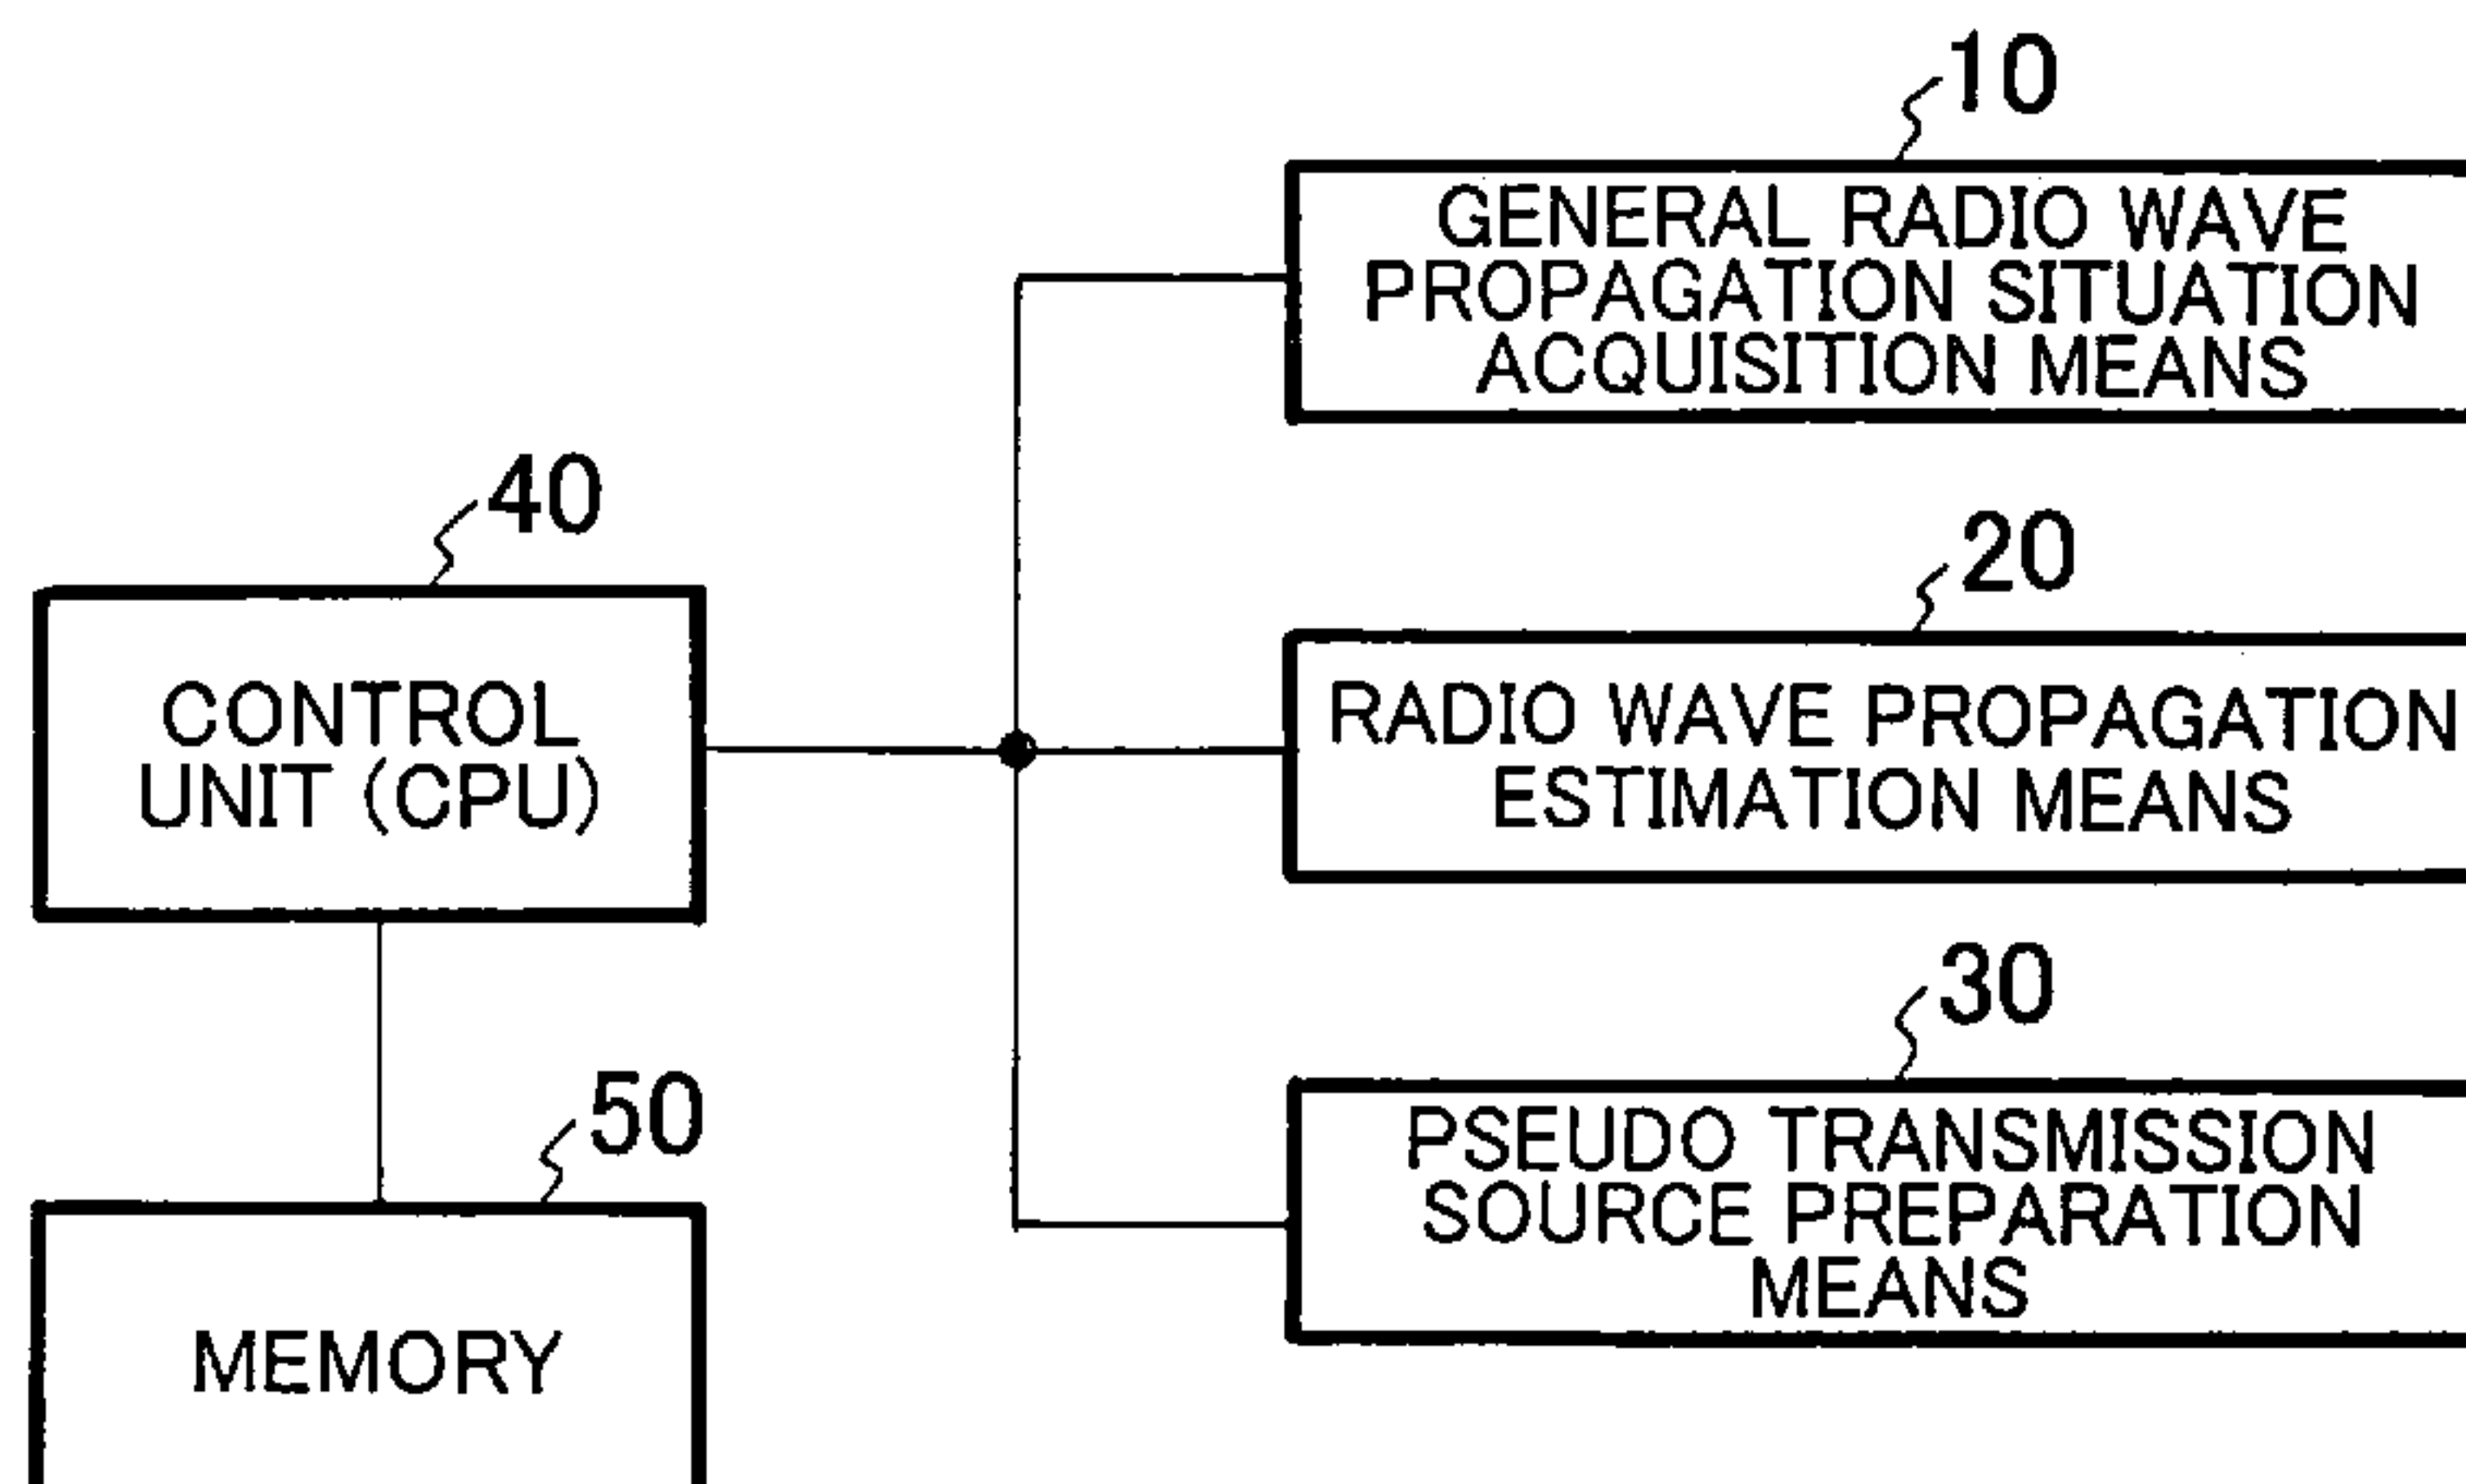 10
GENERAL RADIO WAVE
PROPAGATION SITUATION
ACQUISITION MEANS
40
CONTROL
UNIT (CPU)
20
RADIO WAVE PROPAGATION
ESTIMATION MEANS
30
PSEUDO TRANSMISSION
SOURCE PREPARATION
MEANS
50
MEMORY